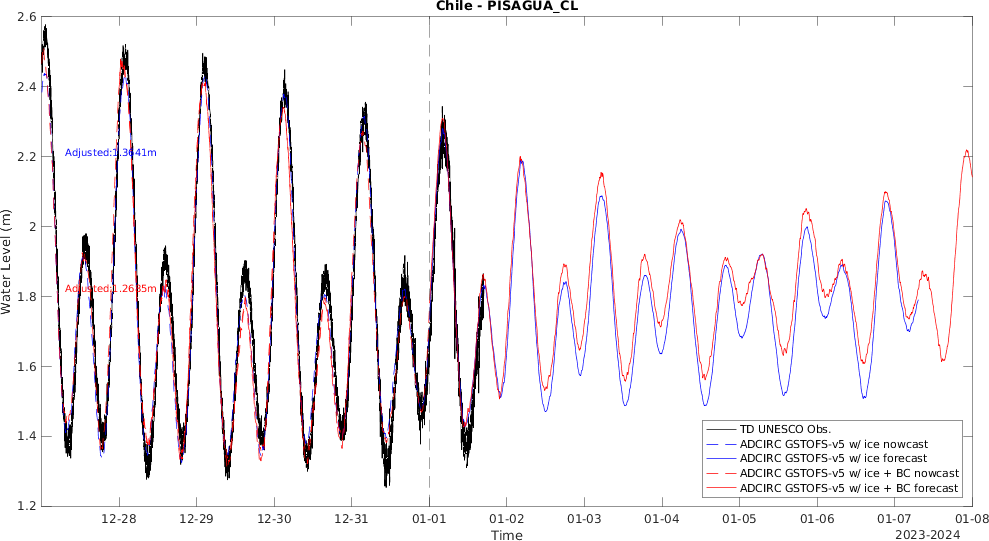 Chile - PISAGUA_CL
2.6
2.4
2.2
2
1.8
1.6
1.4
1.2
Water Level (m)
Adjusted:1.3641m
Adjusted:1.2635m
TD UNESCO Obs.
ADCIRC GSTOFS-v5 w/ ice nowcast
ADCIRC GSTOFS-v5 w/ ice forecast
ADCIRC GSTOFS-v5 w/ ice + BC nowcast
ADCIRC GSTOFS-v5 w/ ice + BC forecast
12-28 12-29 12-30 12-31 01-01 01-02 01-03 01-04 01-05 01-06 01-07 01-08
Time
2023-2024